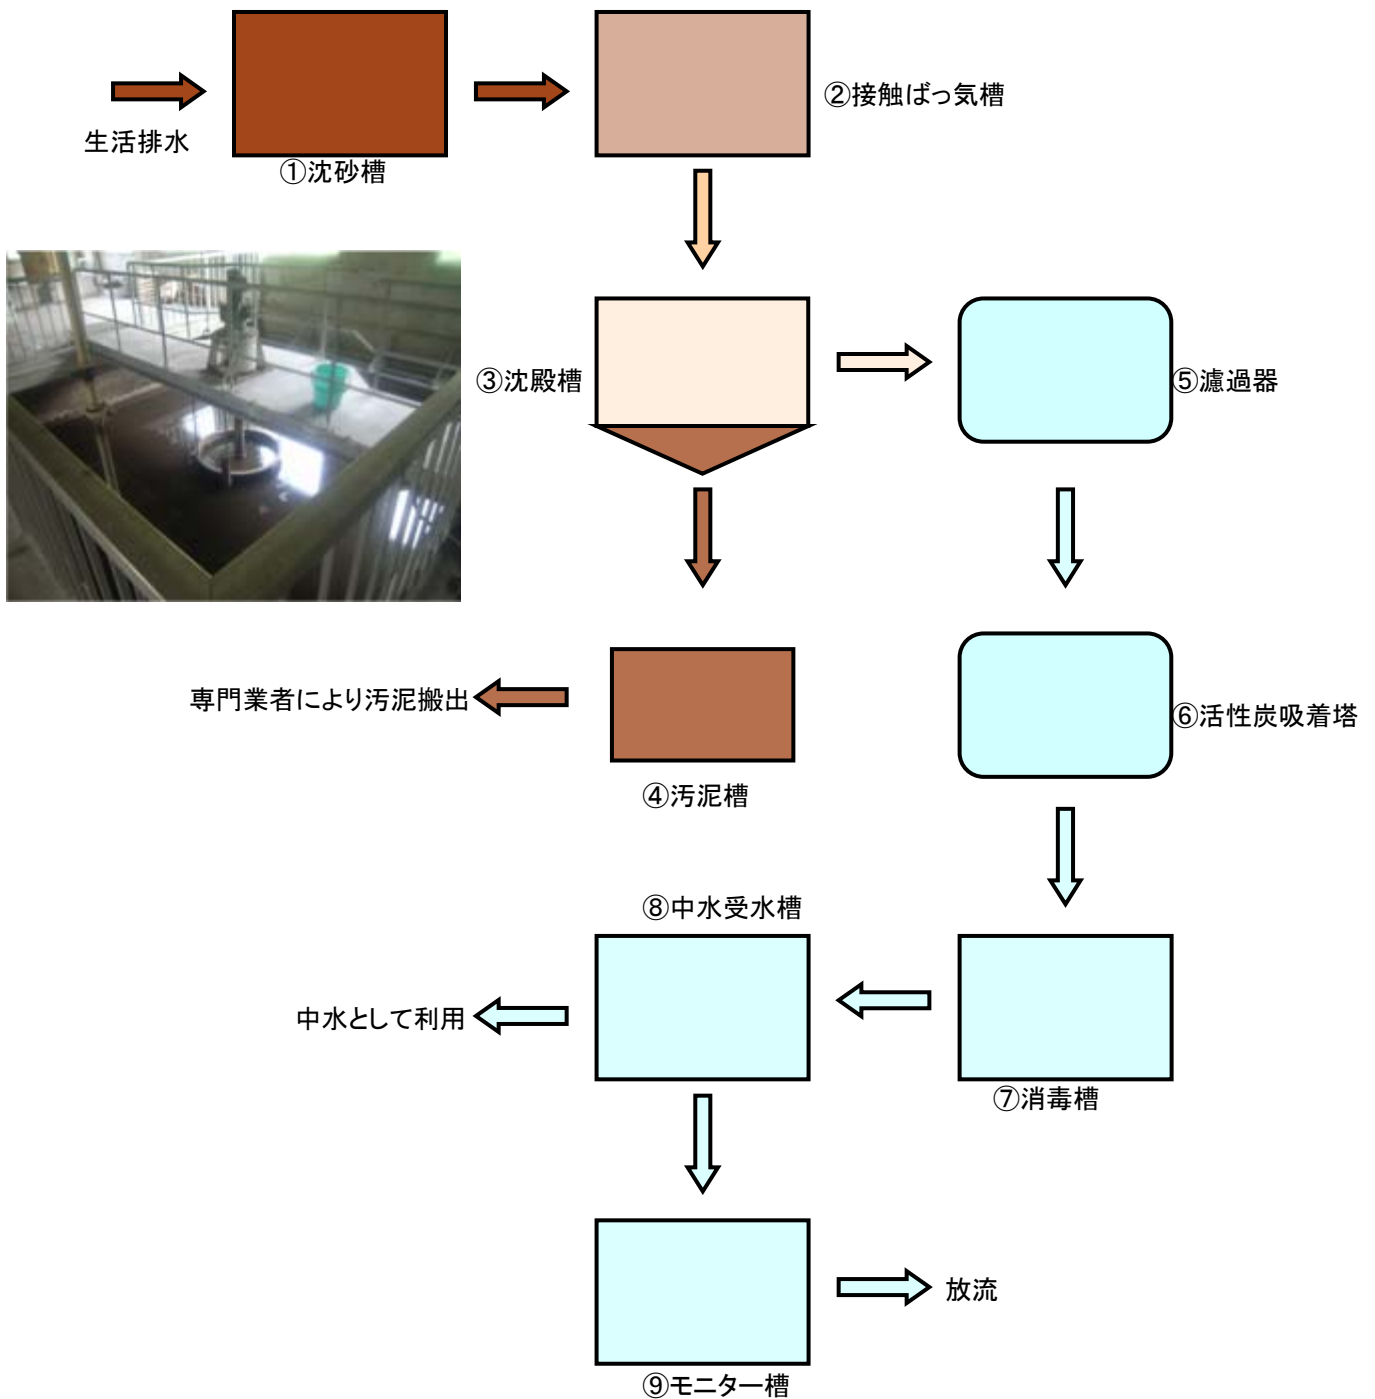 生活排水
①沈砂槽
②接触ばっ気槽
③沈殿槽
⑤濾過器
専門業者により汚泥搬出
④汚泥槽
⑥活性炭吸着塔
⑧中水受水槽
中水として利用
⑦消毒槽
放流
⑨モニター槽